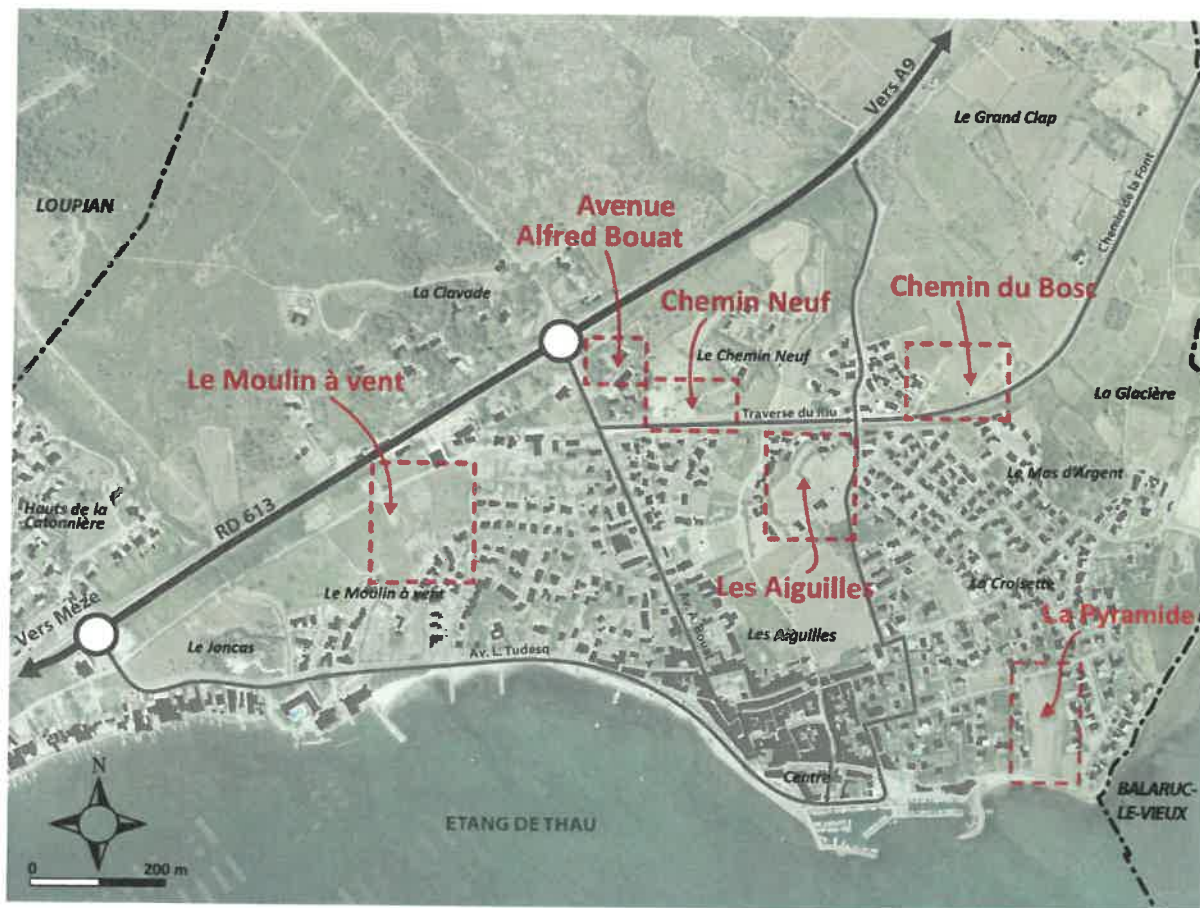 Vers A9
Le Grand Clap
LOUPIAN
Avenue
Alfred Bouat
Chemin de la Font
La Clavade
Chemin Neuf
Chemin du Bosc
Le Chemin Neuf
Le Moulin à vent
La Glacière
Traverse du Riu
Le Mas d'Argent
Hauts de la
Catonnière
RD 613
Les Aiguilles
La Croisette
Le Moulin à vent
La Pyramide
Vers Mèze
Le Joncas
Av. L. Tudesq
Av. A. Bouat
Les Aiguilles
Centre
N
BALARUC-
LE-VIEUX
ETANG DE THAU
0 200 m